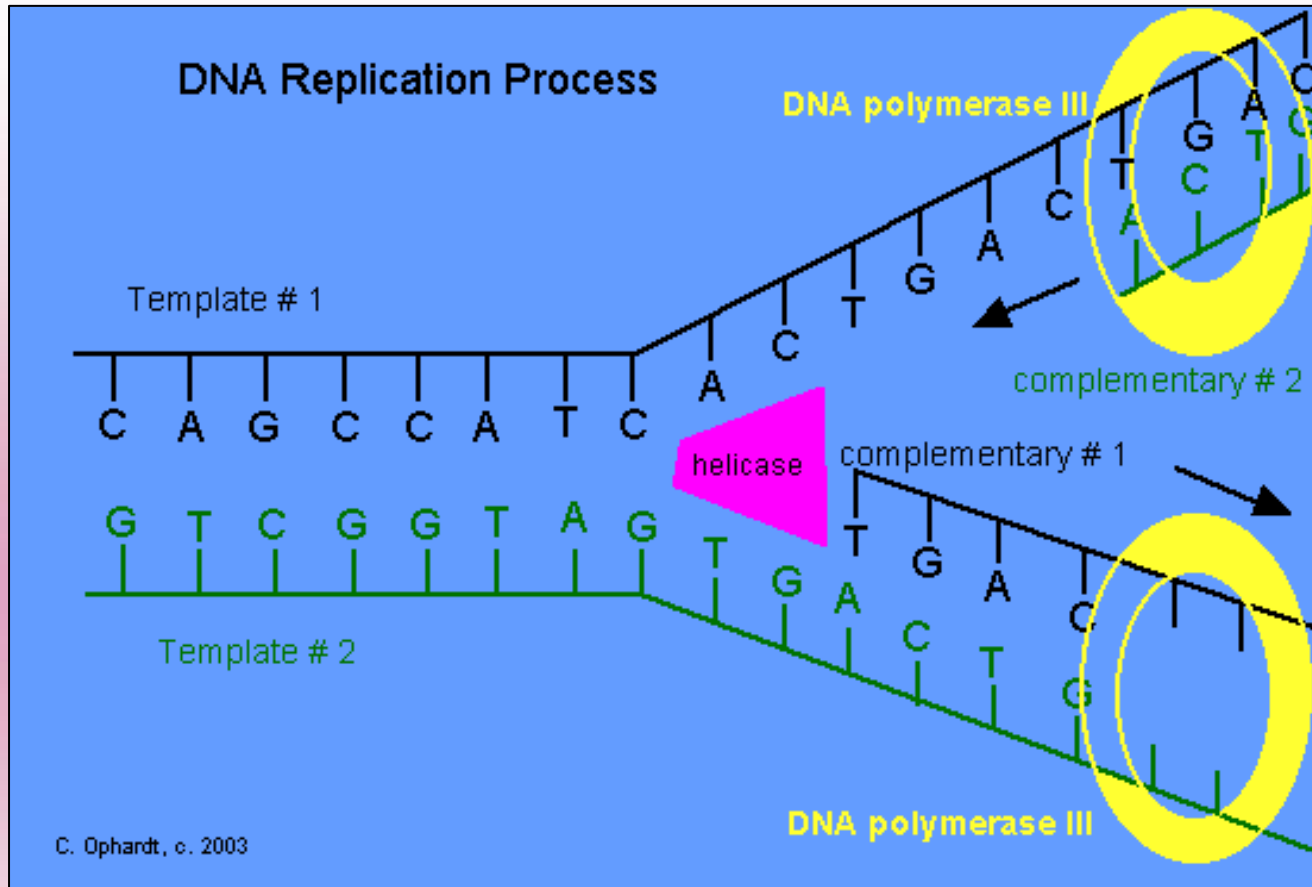 DNA Replication Process
DNA polymerase III
C A G C C A T C A C T G A C T G A C
A C T G
Template # 1
complementary # 2
helicase
complementary # 1
T G A C
G T C G G T A G T G A C T G
Template # 2
DNA polymerase III
C. Ophardt, c. 2003